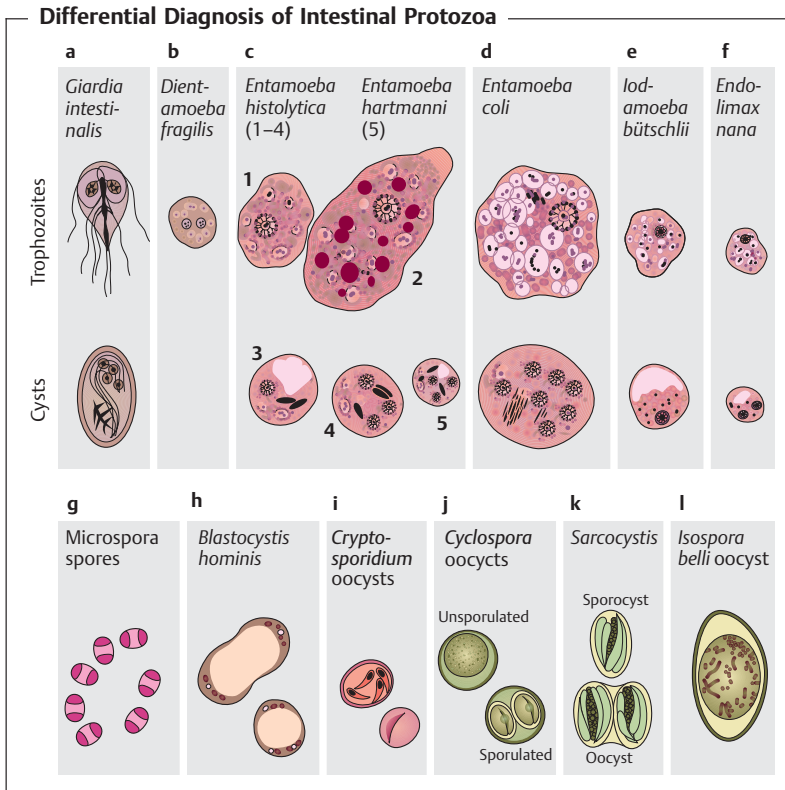 Differential Diagnosis of Intestinal Protozoa
a
b
c
d
e
f
Giardia
intesti-
nalis
Dient-
amoeba
fragilis
Entamoeba
histolytica
(1–4)
Entamoeba
hartmanni
(5)
Entamoeba
coli
Iod-
amoeba
bütschlii
Endo-
limax
nana
Trophozoites
1
2
Cysts
3
4
5
g
h
i
j
k
l
Microspora
spores
Blastocystis
hominis
Crypto-
sporidium
oocysts
Cyclospora
oocycts
Sarcocystis
Isospora
belli oocyst
Unsporulated
Sporulated
Sporocyst
Oocyst